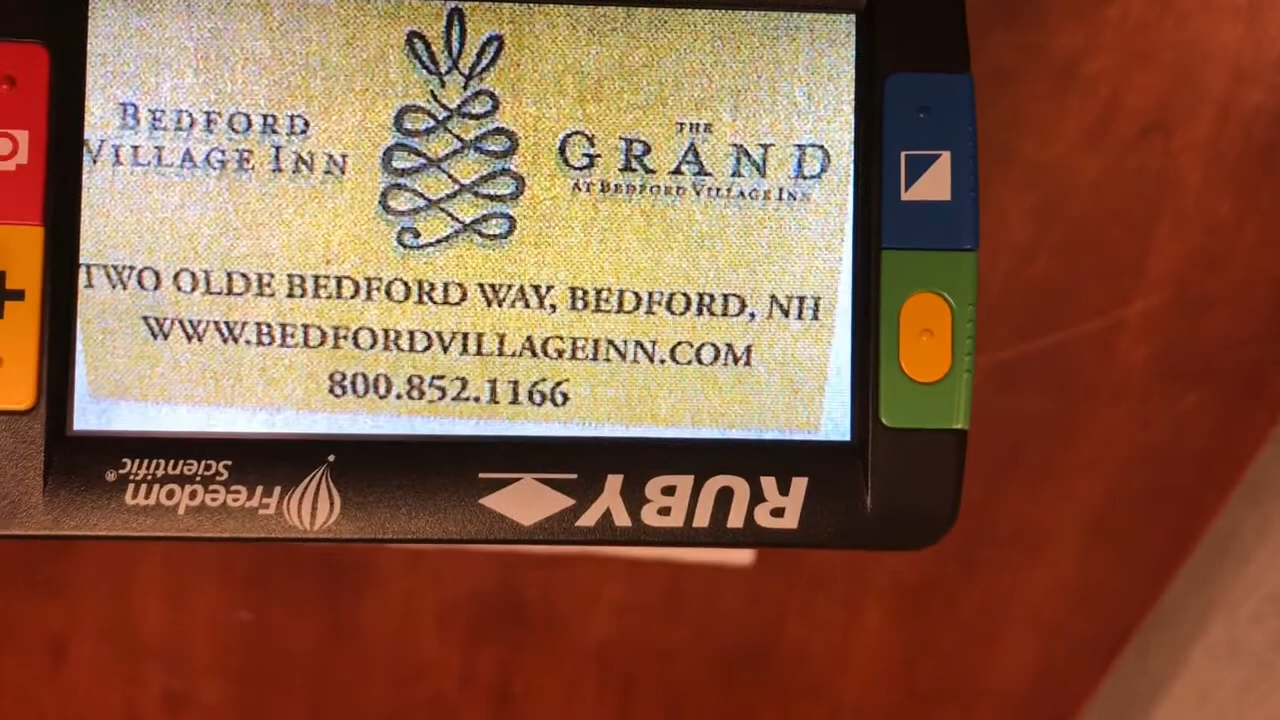 BEDFORD
VILLAGE INN
THE
GRAND
AT BEDFORD VILLAGE INN
TWO OLDE BEDFORD WAY, BEDFORD, NH
WWW.BEDFORDVILLAGEINN.COM
800.852.1166
Freedom
Scientific®
RUBY